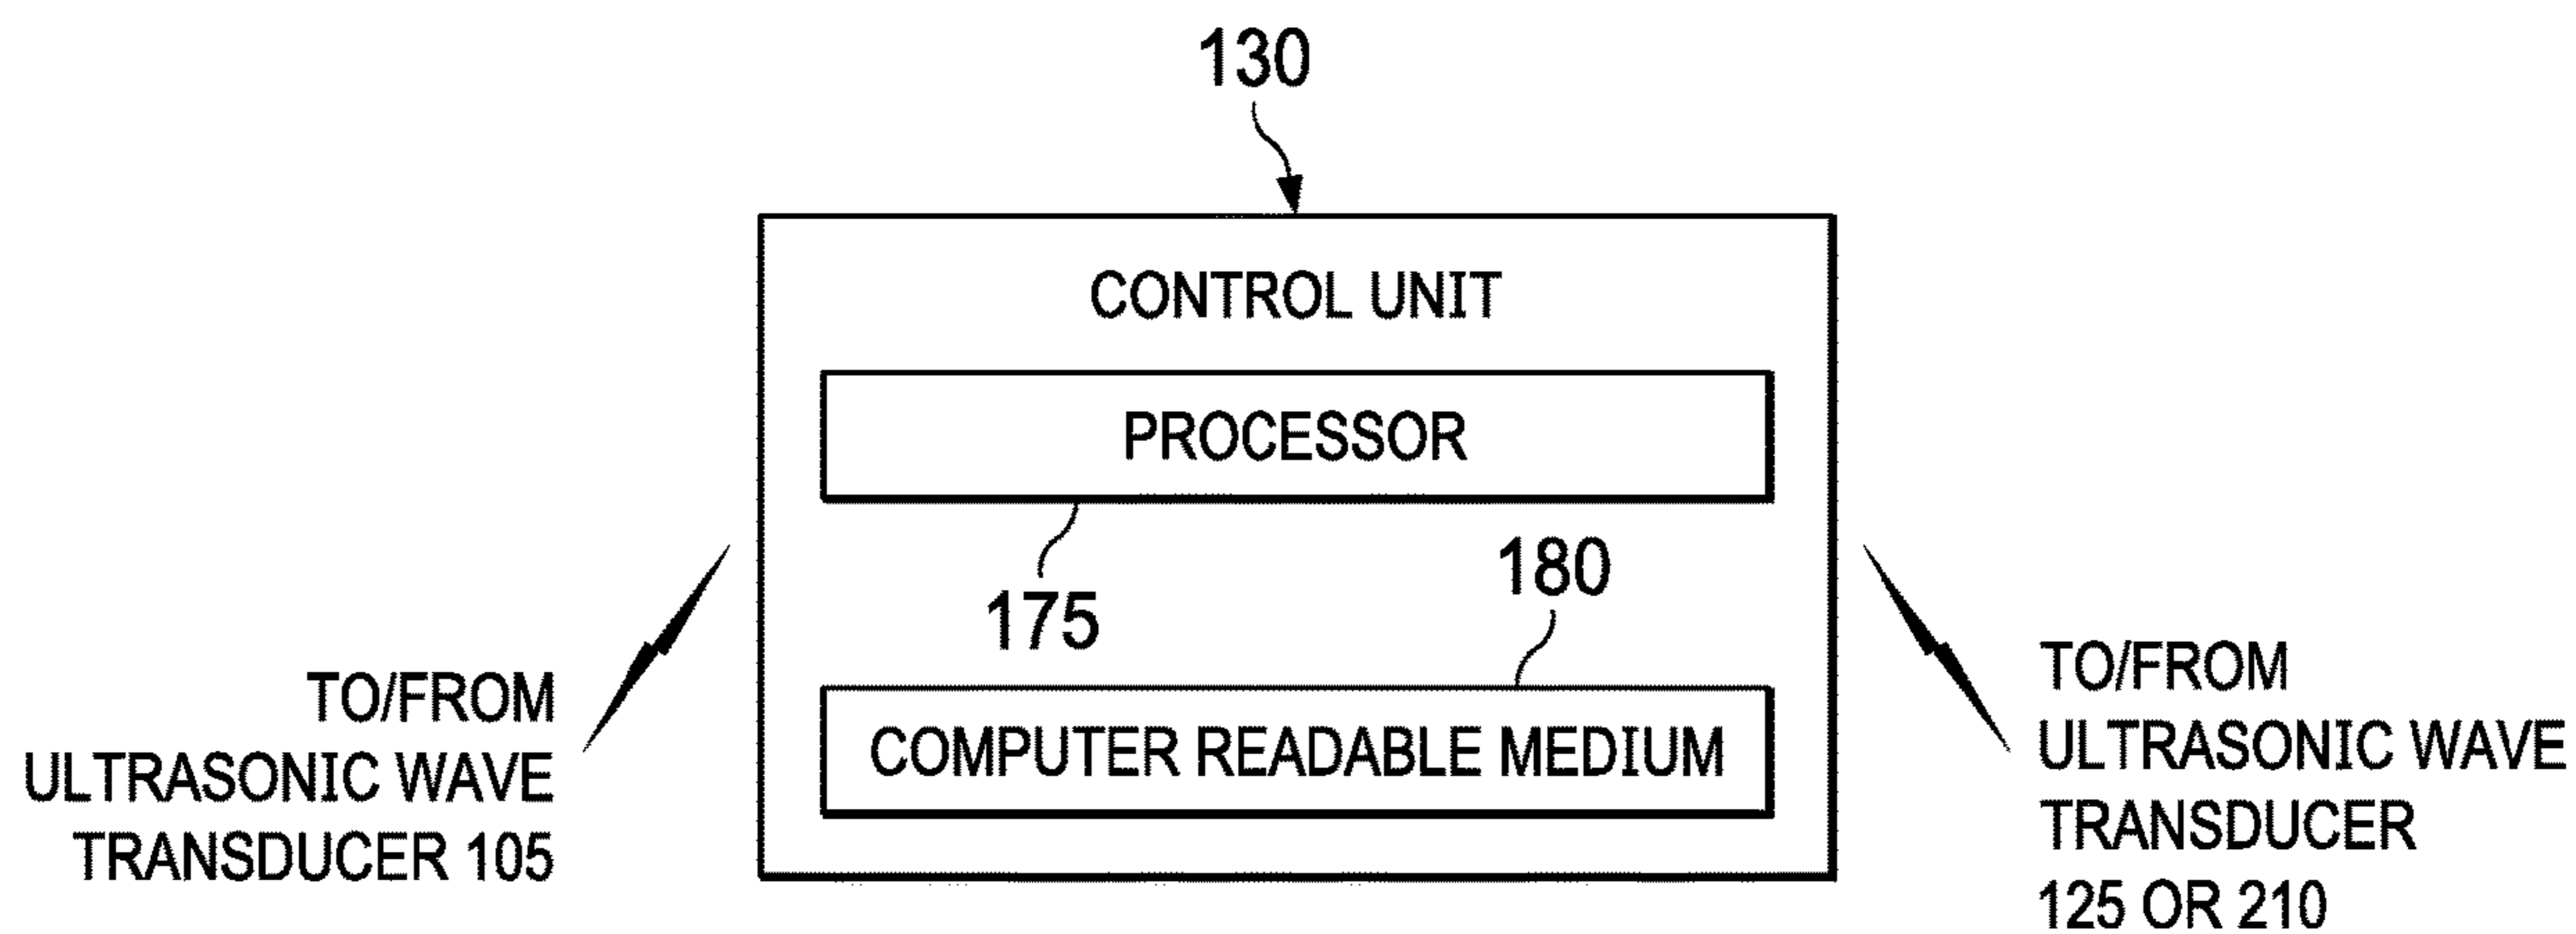 130
CONTROL UNIT
PROCESSOR
175
180
COMPUTER READABLE MEDIUM
TO/FROM
ULTRASONIC WAVE
TRANSDUCER 105
TO/FROM
ULTRASONIC WAVE
TRANSDUCER
125 OR 210